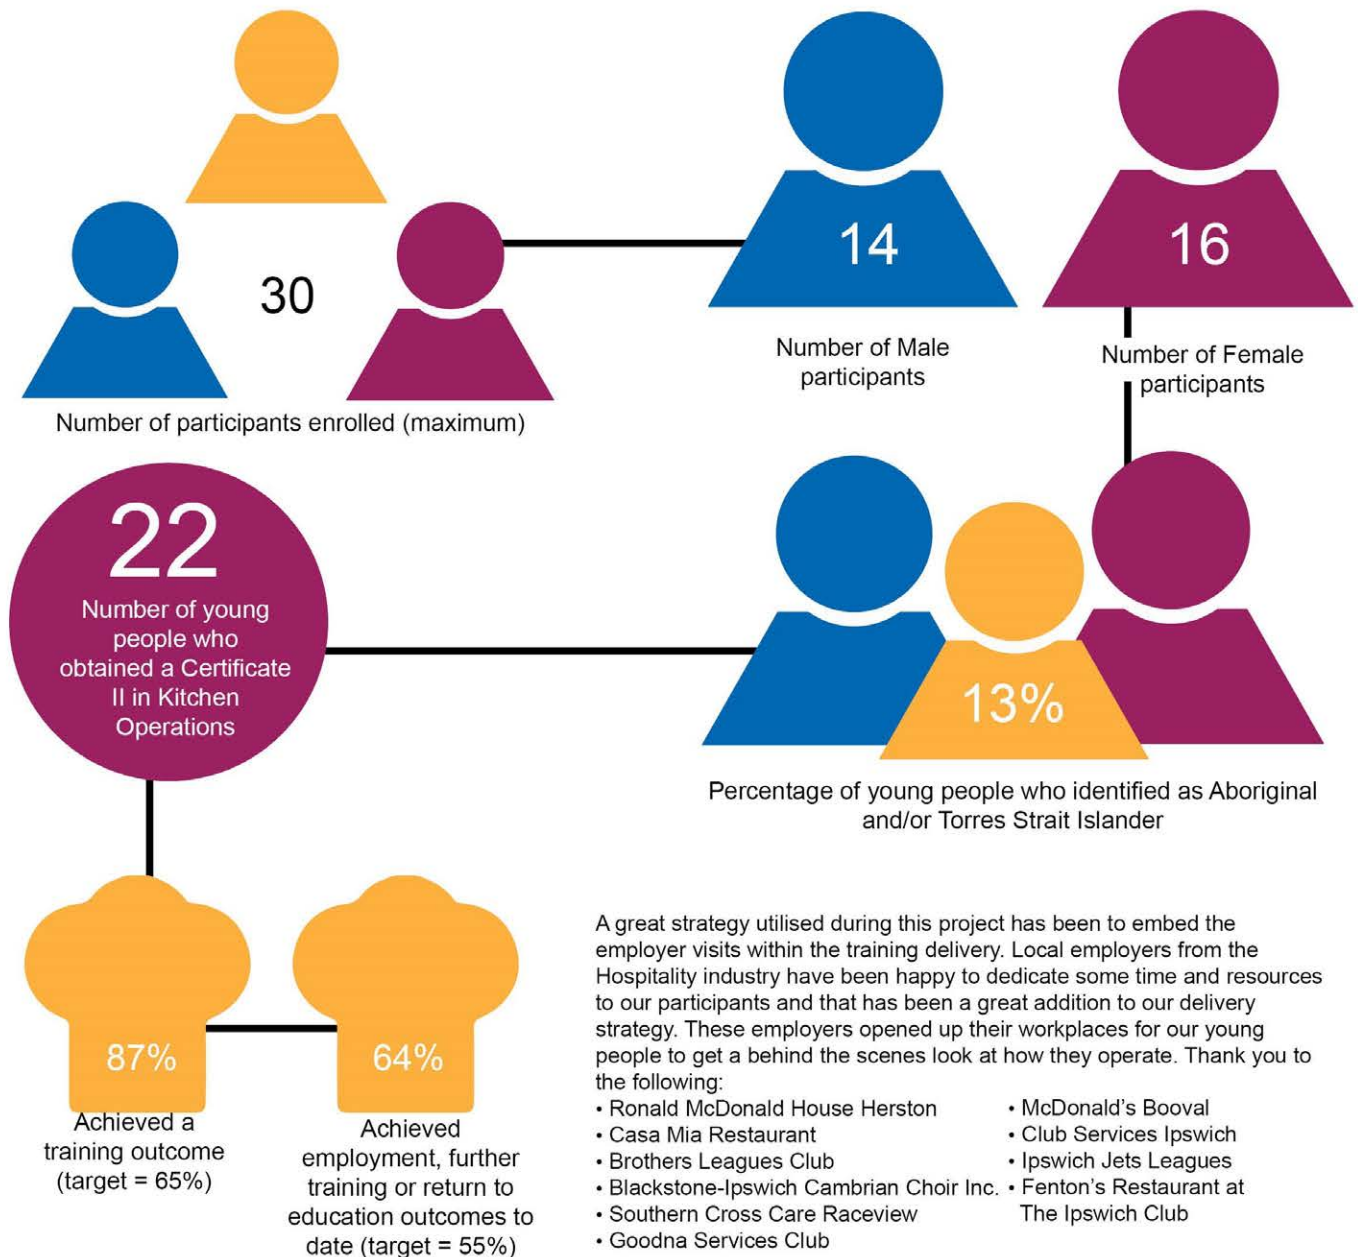 30
Number of participants enrolled (maximum)
14
Number of Male
participants
16
Number of Female
participants
22
Number of young
people who
obtained a Certificate
II in Kitchen
Operations
13%
Percentage of young people who identified as Aboriginal
and/or Torres Strait Islander
87%
Achieved a
training outcome
(target = 65%)
64%
Achieved
employment, further
training or return to
education outcomes to
date (target = 55%)
A great strategy utilised during this project has been to embed the
employer visits within the training delivery. Local employers from the
Hospitality industry have been happy to dedicate some time and resources
to our participants and that has been a great addition to our delivery
strategy. These employers opened up their workplaces for our young
people to get a behind the scenes look at how they operate. Thank you to
the following:
• Ronald McDonald House Herston
• Casa Mia Restaurant
• Brothers Leagues Club
• Blackstone-Ipswich Cambrian Choir Inc.
• Southern Cross Care Raceview
• Goodna Services Club
• McDonald's Booval
• Club Services Ipswich
• Ipswich Jets Leagues
• Fenton's Restaurant at
The Ipswich Club